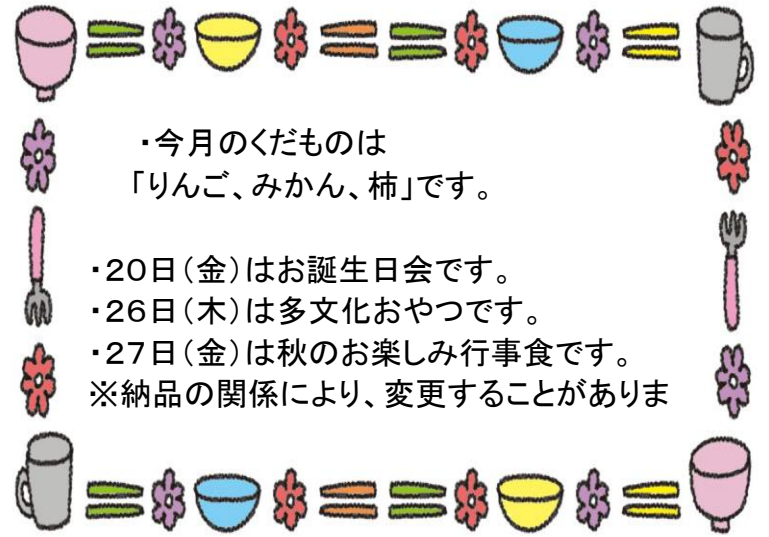 ・今月のくだものは
「りんご、みかん、柿」です。
・２０日（金）はお誕生日会です。
・２６日（木）は多文化おやつです。
・２７日（金）は秋のお楽しみ行事食です。
※納品の関係により、変更することがありま